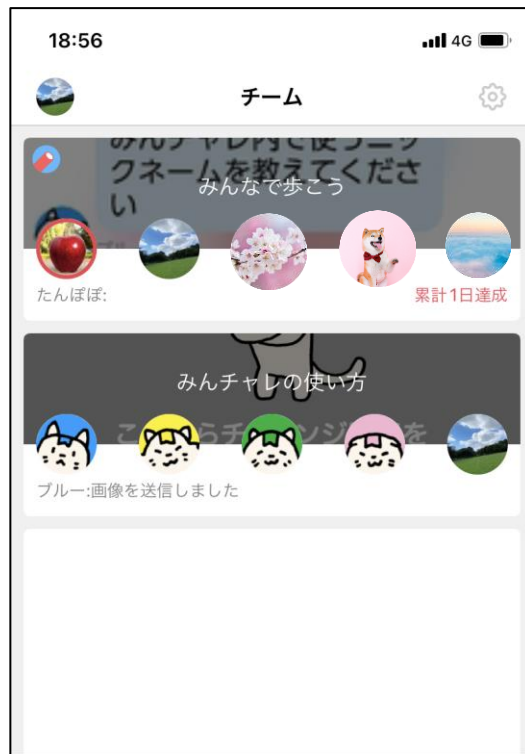 18:56
4G
チーム
みんチャレ内で使うニッ
クネームを教えてくださ
い
みんなで歩こう
たんぽぽ:
累計1日達成
みんチャレの使い方
ブルー:画像を送信しました